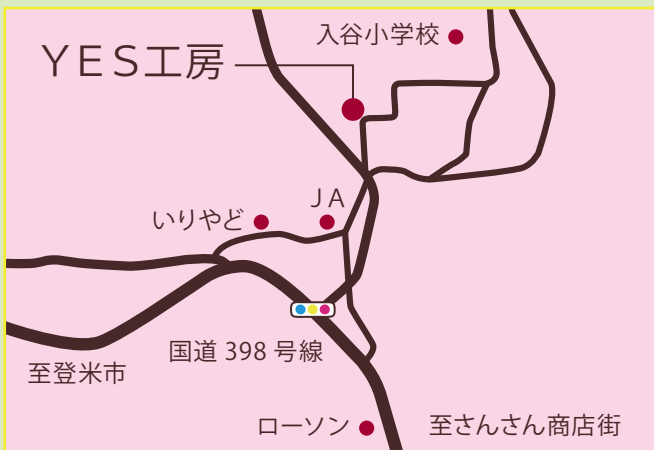 入谷小学校
YES工房
JA
いりやど
国道 398 号線
至登米市
ローソン
至さんさん商店街